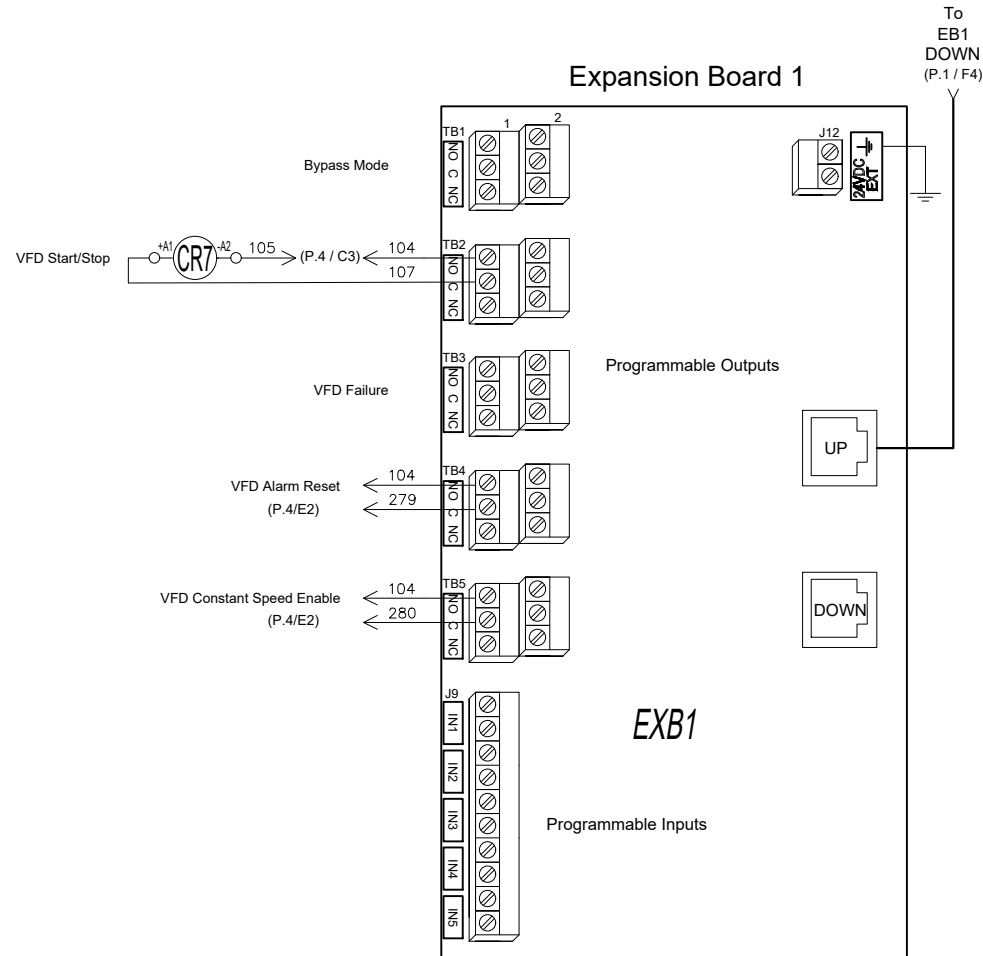 To
EB1
DOWN
(P.1 / F4)
Expansion Board 1
TB1
1
2
NO C NC
Bypass Mode
J12
24VDC
EXT
VFD Start/Stop
+A1
CR7
-A2
105
(P.4 / C3)
104
107
TB2
NO C NC
TB3
NO C NC
VFD Failure
Programmable Outputs
UP
VFD Alarm Reset
(P.4/E2)
104
279
TB4
NO C NC
VFD Constant Speed Enable
(P.4/E2)
104
280
TB5
NO C NC
DOWN
J9
IN1
IN2
IN3
IN4
IN5
EXB1
Programmable Inputs